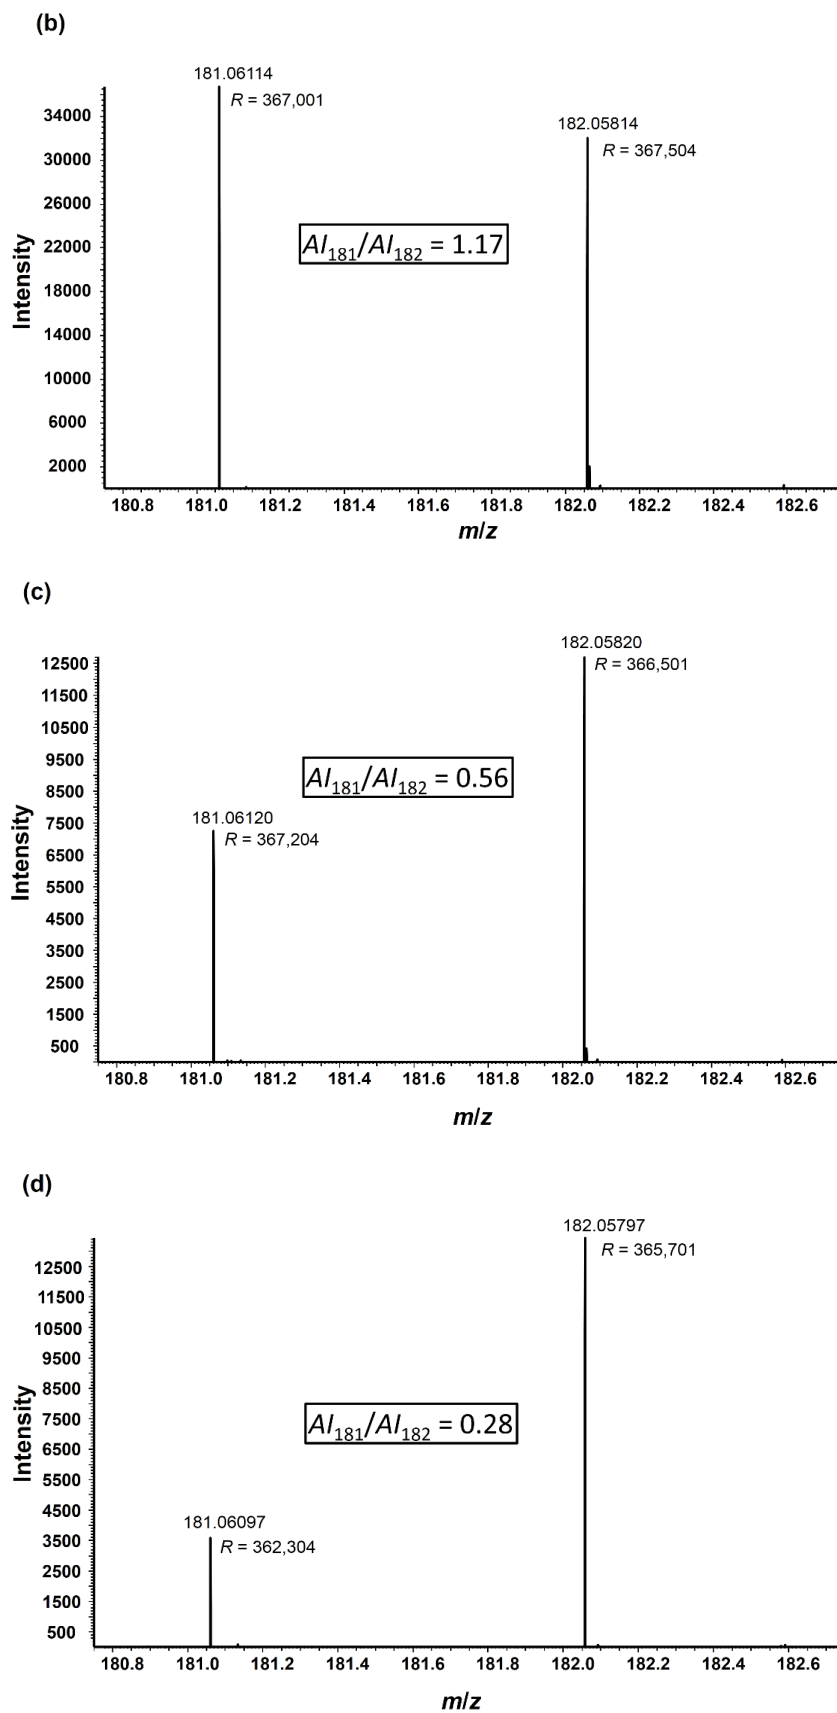 (b)
181.06114
R = 367,001
182.05814
R = 367,504
AI181/AI182 = 1.17
Intensity
34000
30000
26000
22000
18000
14000
10000
6000
2000
180.8 181.0 181.2 181.4 181.6 181.8 182.0 182.2 182.4 182.6
m/z
(c)
182.05820
R = 366,501
181.06120
R = 367,204
AI181/AI182 = 0.56
Intensity
12500
11500
10500
9500
8500
7500
6500
5500
4500
3500
2500
1500
500
180.8 181.0 181.2 181.4 181.6 181.8 182.0 182.2 182.4 182.6
m/z
(d)
182.05797
R = 365,701
181.06097
R = 362,304
AI181/AI182 = 0.28
Intensity
12500
11500
10500
9500
8500
7500
6500
5500
4500
3500
2500
1500
500
180.8 181.0 181.2 181.4 181.6 181.8 182.0 182.2 182.4 182.6
m/z